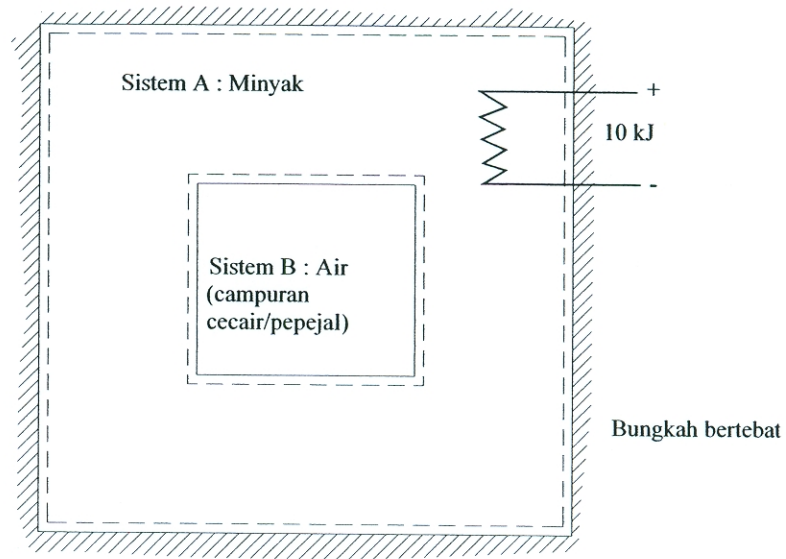 Sistem A : Minyak
+
10 kJ
-
Sistem B : Air
(campuran
cecair/pepejal)
Bungkah bertebat